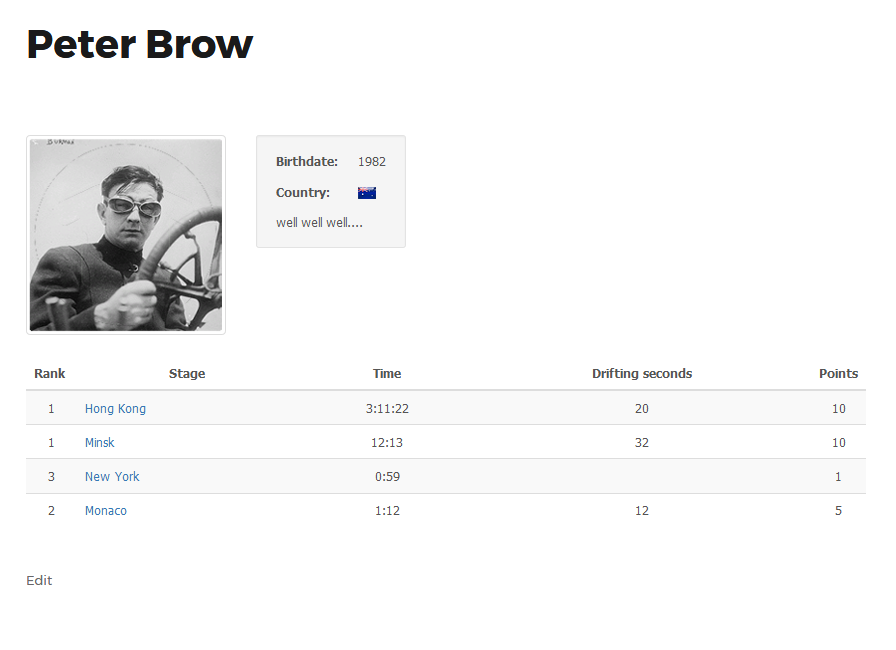 Peter Brow
BURMAN
Birthdate: 1982
Country:
well well well....
Rank Stage Time Drifting seconds Points
1 Hong Kong 3:11:22 20 10
1 Minsk 12:13 32 10
3 New York 0:59 1
2 Monaco 1:12 12 5
Edit